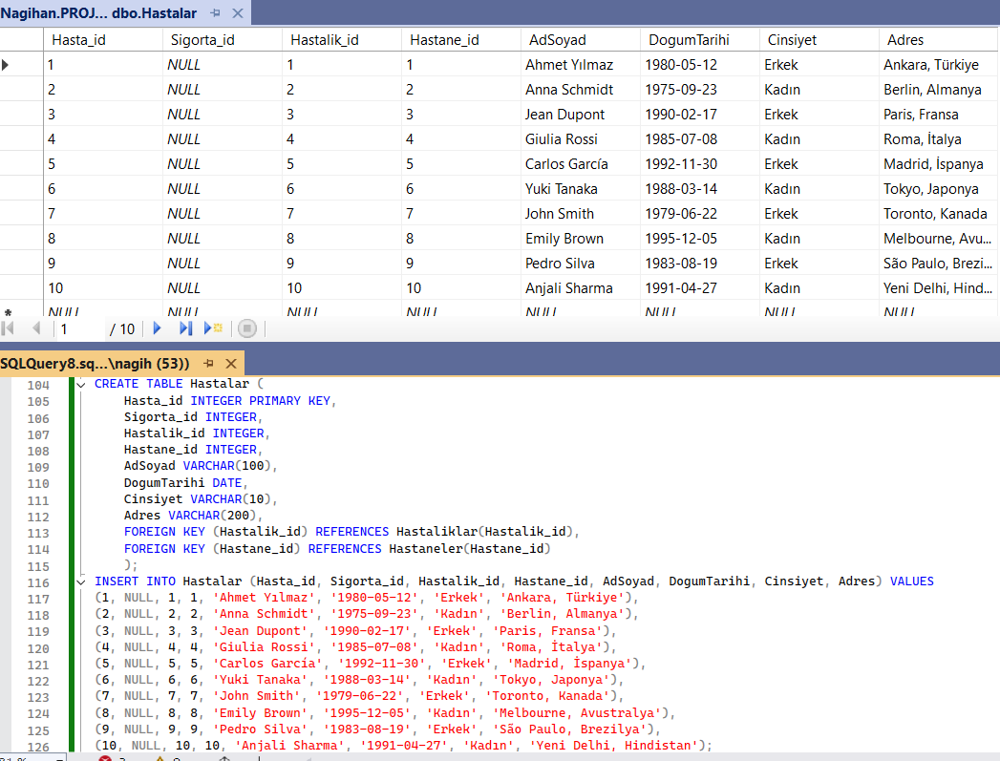 Nagihan.PROJ... dbo.Hastalar
Hasta_id Sigorta_id Hastalik_id Hastane_id AdSoyad DogumTarihi Cinsiyet Adres
1 NULL 1 1 Ahmet Yılmaz 1980-05-12 Erkek Ankara, Türkiye
2 NULL 2 2 Anna Schmidt 1975-09-23 Kadın Berlin, Almanya
3 NULL 3 3 Jean Dupont 1990-02-17 Erkek Paris, Fransa
4 NULL 4 4 Giulia Rossi 1985-07-08 Kadın Roma, İtalya
5 NULL 5 5 Carlos García 1992-11-30 Erkek Madrid, İspanya
6 NULL 6 6 Yuki Tanaka 1988-03-14 Kadın Tokyo, Japonya
7 NULL 7 7 John Smith 1979-06-22 Erkek Toronto, Kanada
8 NULL 8 8 Emily Brown 1995-12-05 Kadın Melbourne, Avu...
9 NULL 9 9 Pedro Silva 1983-08-19 Erkek São Paulo, Brezi...
10 NULL 10 10 Anjali Sharma 1991-04-27 Kadın Yeni Delhi, Hind...
NULL NULL NULL NULL NULL NULL NULL NULL
1 / 10
SQLQuery8.sq...\nagih (53))
104 CREATE TABLE Hastalar (
105 Hasta_id INTEGER PRIMARY KEY,
106 Sigorta_id INTEGER,
107 Hastalik_id INTEGER,
108 Hastane_id INTEGER,
109 AdSoyad VARCHAR(100),
110 DogumTarihi DATE,
111 Cinsiyet VARCHAR(10),
112 Adres VARCHAR(200),
113 FOREIGN KEY (Hastalik_id) REFERENCES Hastaliklar(Hastalik_id),
114 FOREIGN KEY (Hastane_id) REFERENCES Hastaneler(Hastane_id)
115 );
116 INSERT INTO Hastalar (Hasta_id, Sigorta_id, Hastalik_id, Hastane_id, AdSoyad, DogumTarihi, Cinsiyet, Adres) VALUES
117 (1, NULL, 1, 1, 'Ahmet Yılmaz', '1980-05-12', 'Erkek', 'Ankara, Türkiye'),
118 (2, NULL, 2, 2, 'Anna Schmidt', '1975-09-23', 'Kadın', 'Berlin, Almanya'),
119 (3, NULL, 3, 3, 'Jean Dupont', '1990-02-17', 'Erkek', 'Paris, Fransa'),
120 (4, NULL, 4, 4, 'Giulia Rossi', '1985-07-08', 'Kadın', 'Roma, İtalya'),
121 (5, NULL, 5, 5, 'Carlos García', '1992-11-30', 'Erkek', 'Madrid, İspanya'),
122 (6, NULL, 6, 6, 'Yuki Tanaka', '1988-03-14', 'Kadın', 'Tokyo, Japonya'),
123 (7, NULL, 7, 7, 'John Smith', '1979-06-22', 'Erkek', 'Toronto, Kanada'),
124 (8, NULL, 8, 8, 'Emily Brown', '1995-12-05', 'Kadın', 'Melbourne, Avustralya'),
125 (9, NULL, 9, 9, 'Pedro Silva', '1983-08-19', 'Erkek', 'São Paulo, Brezilya'),
126 (10, NULL, 10, 10, 'Anjali Sharma', '1991-04-27', 'Kadın', 'Yeni Delhi, Hindistan');